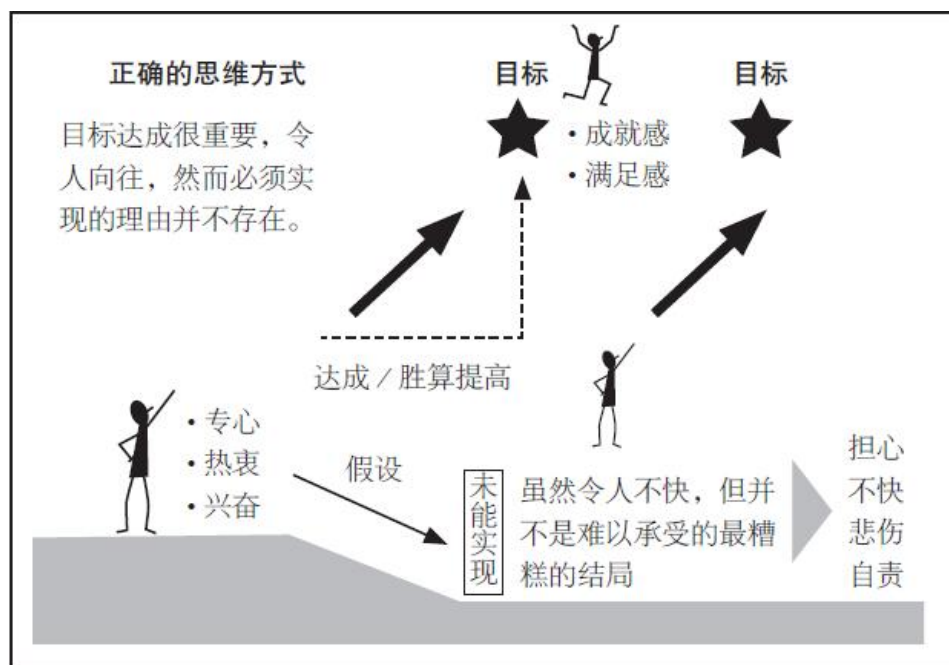 正确的思维方式
目标达成很重要，令
人向往，然而必须实
现的理由并不存在。
目标
·成就感
·满足感
目标
达成／胜算提高
·专心
·热衷
·兴奋
假设
未能实现
虽然令人不快，但并
不是难以承受的最糟
糕的结局
担心
不快
悲伤
自责